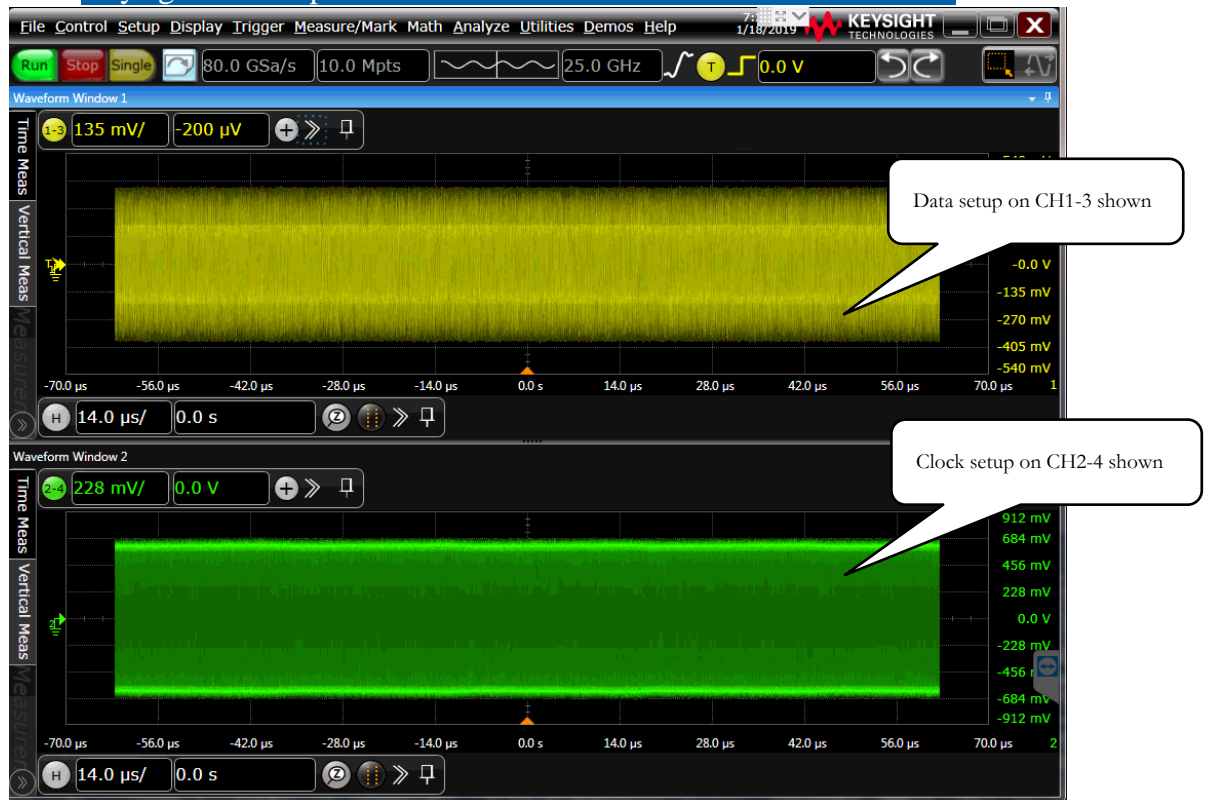 File Control Setup Display Trigger Measure/Mark Math Analyze Utilities Demos Help
1/18/2019
KEYSIGHT
TECHNOLOGIES
Run Stop Single 80.0 GSa/s 10.0 Mpts 25.0 GHz T 0.0 V
Waveform Window 1
Time Meas
Vertical Meas
1-3 135 mV/ -200 µV
Data setup on CH1-3 shown
-0.0 V
-135 mV
-270 mV
-405 mV
-540 mV
-70.0 µs -56.0 µs -42.0 µs -28.0 µs -14.0 µs 0.0 s 14.0 µs 28.0 µs 42.0 µs 56.0 µs 70.0 µs 1
H 14.0 µs/ 0.0 s
Waveform Window 2
Time Meas
Vertical Meas
2-4 228 mV/ 0.0 V
Clock setup on CH2-4 shown
912 mV
684 mV
456 mV
228 mV
0.0 V
-228 mV
-456
-684 mV
-912 mV
-70.0 µs -56.0 µs -42.0 µs -28.0 µs -14.0 µs 0.0 s 14.0 µs 28.0 µs 42.0 µs 56.0 µs 70.0 µs 2
H 14.0 µs/ 0.0 s